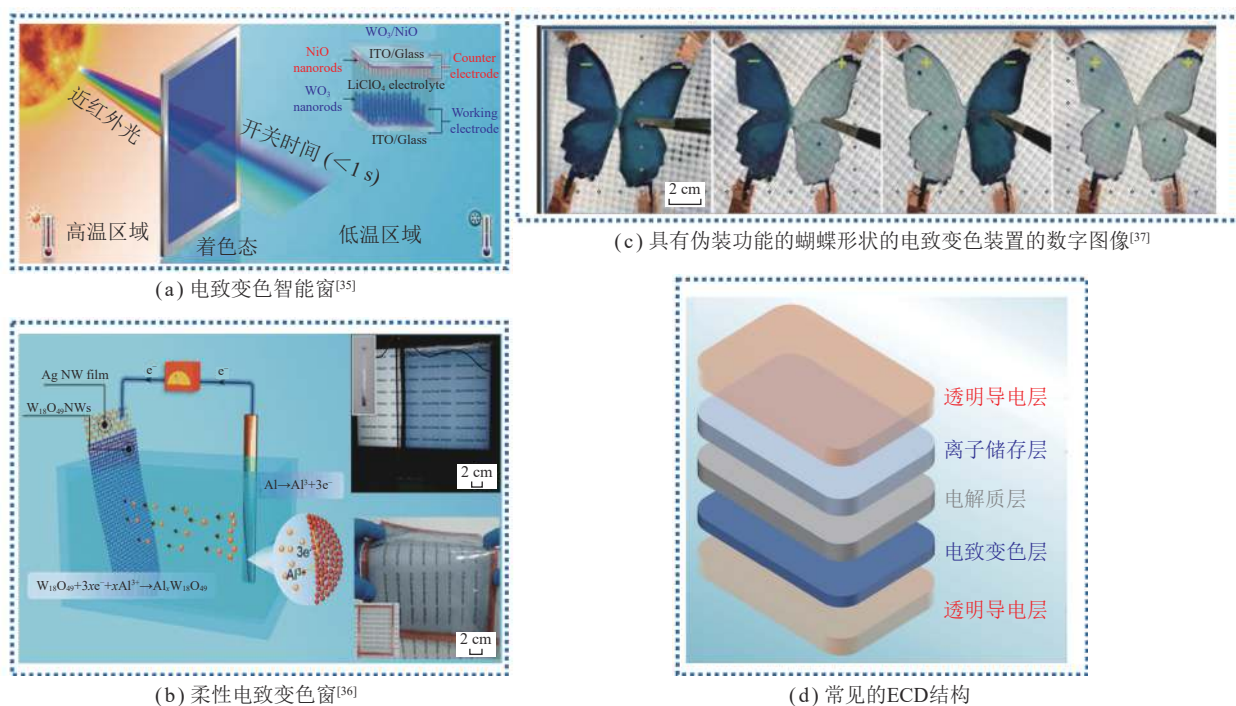 WO₃/NiO
NiO nanorods
ITO/Glass
Counter electrode
LiClO₄ electrolyte
WO₃ nanorods
Working electrode
ITO/Glass
近红外光
开关时间 (<1 s)
高温区域
着色态
低温区域
(a) 电致变色智能窗[35]
− − − + + − + +
2 cm
(c) 具有伪装功能的蝴蝶形状的电致变色装置的数字图像[37]
e⁻ e⁻
Ag NW film
W₁₈O₄₉NWs
Al→Al³+3e⁻
3e⁻
Al³⁺
W₁₈O₄₉+3xe⁻+xAl³⁺→AlₓW₁₈O₄₉
2 cm
2 cm
(b) 柔性电致变色窗[36]
透明导电层
离子储存层
电解质层
电致变色层
透明导电层
(d) 常见的ECD结构